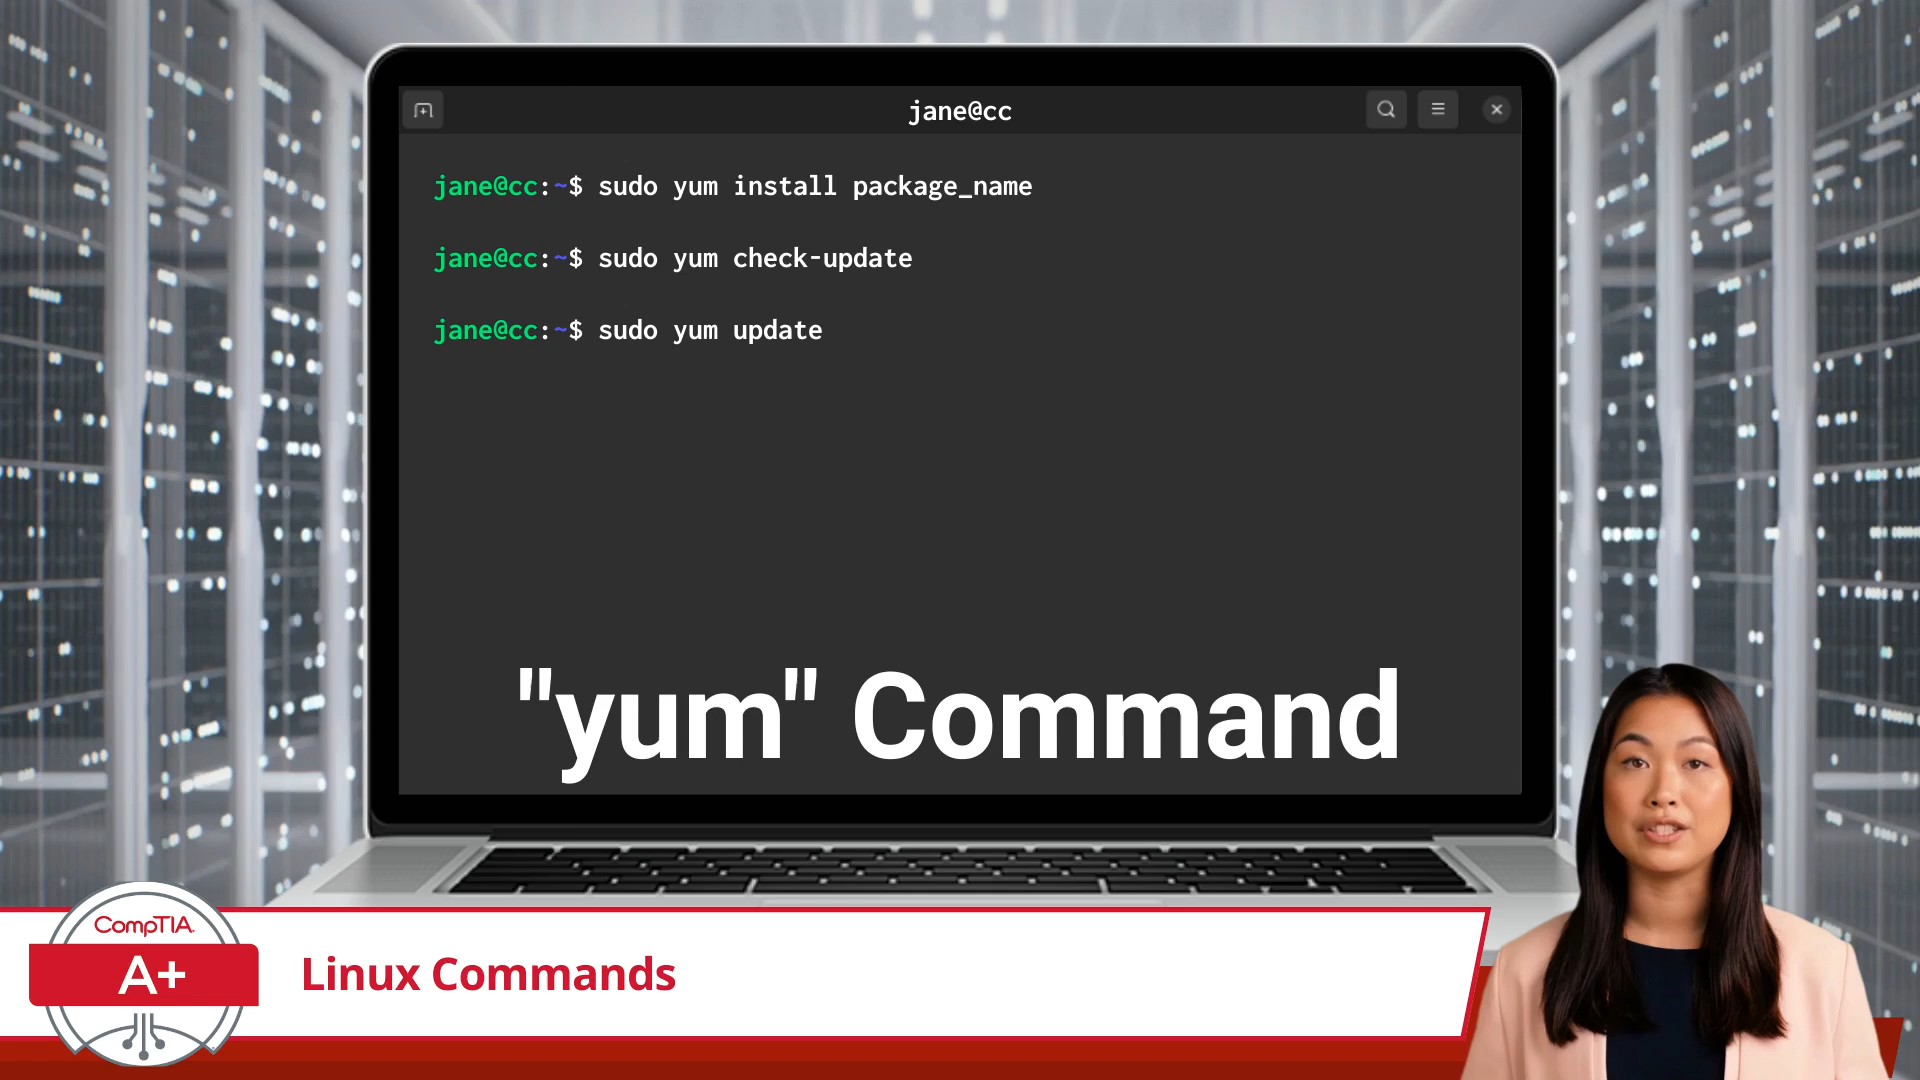 jane@cc
jane@cc:~$ sudo yum install package_name
jane@cc:~$ sudo yum check-update
jane@cc:~$ sudo yum update
"yum" Command
CompTIA.
A+
Linux Commands